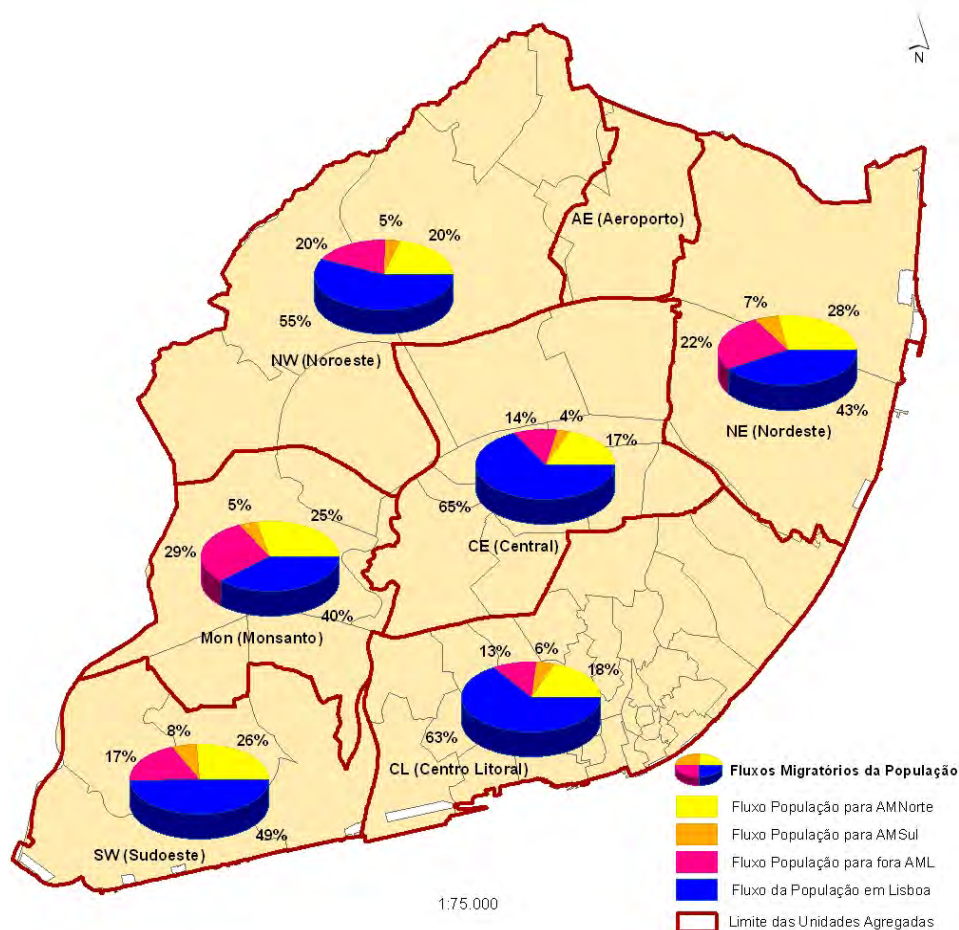 N
AE (Aeroporto)
5%
20%
20%
55%
NW (Noroeste)
7%
28%
22%
43%
NE (Nordeste)
14%
4%
17%
65%
CE (Central)
5%
25%
29%
40%
Mon (Monsanto)
13%
6%
18%
63%
CL (Centro Litoral)
8%
26%
17%
49%
SW (Sudoeste)
Fluxos Migratórios da População
Fluxo População para AMNorte
Fluxo População para AMSul
Fluxo População para fora AML
Fluxo da População em Lisboa
Limite das Unidades Agregadas
1:75.000